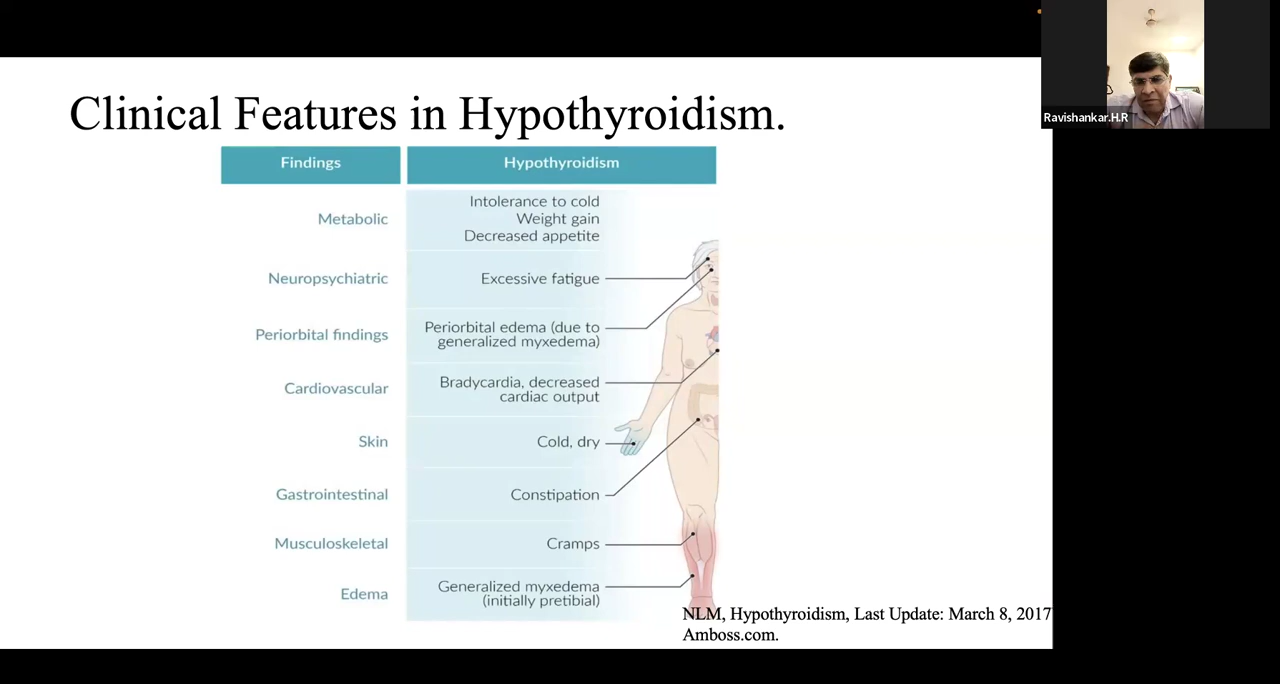 Ravishankar.H.R
Clinical Features in Hypothyroidism.
Findings
Hypothyroidism
Metabolic
Intolerance to cold
Weight gain
Decreased appetite
Neuropsychiatric
Excessive fatigue
Periorbital findings
Periorbital edema (due to
generalized myxedema)
Cardiovascular
Bradycardia, decreased
cardiac output
Skin
Cold, dry
Gastrointestinal
Constipation
Musculoskeletal
Cramps
Edema
Generalized myxedema
(initially pretibial)
NLM, Hypothyroidism, Last Update: March 8, 2017
Amboss.com.